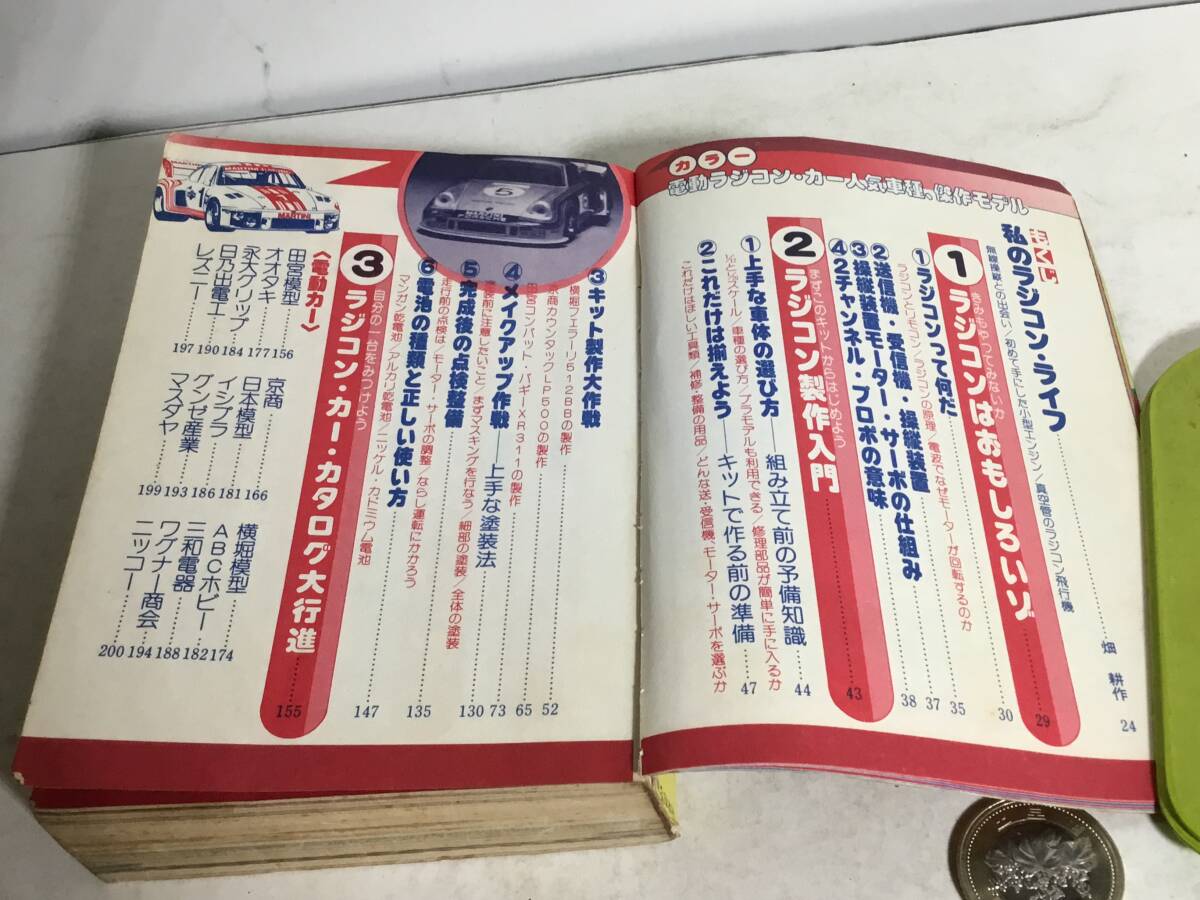 カラー
電動ラジコン・カー人気車種、傑作モデル
もくじ
私のラジコン・ライフ 畑 耕作 24
無線操縦との出会い/初めて手にした小型エンジン/真空管のラジコン飛行機
1 ラジコンはおもしろいゾ 29
きみもやってみないか
①ラジコンって何だ 30
ラジコンとリモコン/ラジコンの原理/電波でなぜモーターが回転するのか
②送信機・受信機・操縦装置 35
③操縦装置モーター・サーボの仕組み 37
④2チャンネル・プロポの意味 38
2 ラジコン製作入門 43
まずこのキットからはじめよう
①上手な車体の選び方——組み立て前の予備知識 44
スケール/車種の選び方/プラモデルも利用できる/修理部品が簡単に手に入るか
②これだけは揃えよう——キットで作る前の準備 47
これだけはほしい工具類/補修・整備の用品/どんな送・受信機、モーター・サーボを選ぶか
③キット製作大作戦
横堀フェラーリ512BBの製作 52
京商カウンタックLP500の製作 65
田宮コンバット・バギーXR311の製作 73
④メイクアップ作戦——上手な塗装法 130
塗装前に注意したいこと/まずマスキングを行なう/細部の塗装/全体の塗装
⑤完成後の点検整備 135
走行前の点検は/モーター・サーボの調整/ならし運転にかかろう
⑥電池の種類と正しい使い方 147
マンガン乾電池/アルカリ乾電池/ニッケル・カドミウム電池
3 ラジコン・カー・カタログ大行進 155
自分の一台をみつけよう
〈電動カー〉
田宮模型 156
京商 166
横堀模型 174
オオタキ 177
日本模型 181
ABCホビー 182
永大グリップ 184
イシプラ 186
三和電器 188
日乃出電工 190
グンゼ産業 193
ワグナー商会 194
レスニー 197
マスダヤ 199
ニッコー 200
MARTINI
5